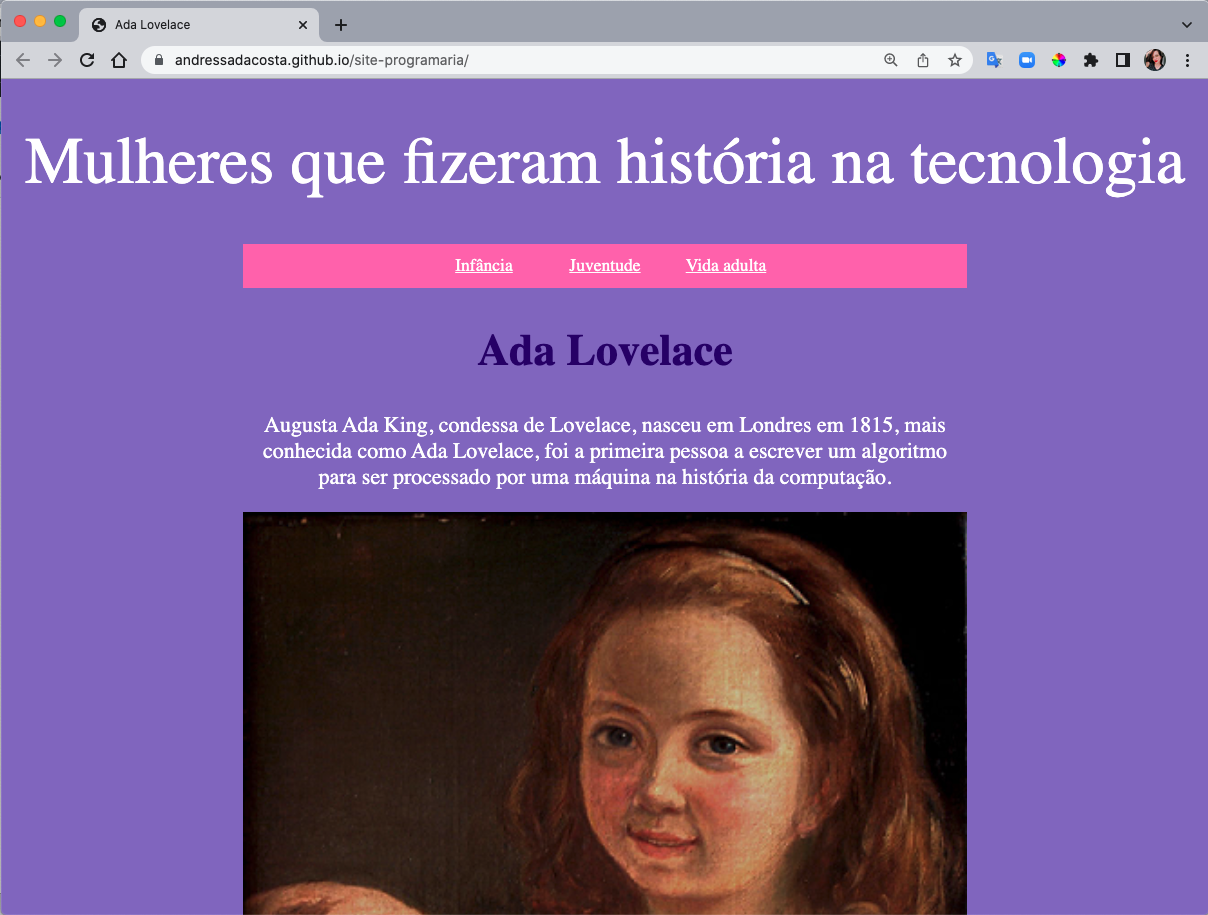 Ada Lovelace
andressadacosta.github.io/site-programaria/
Mulheres que fizeram história na tecnologia
Infância Juventude Vida adulta
Ada Lovelace
Augusta Ada King, condessa de Lovelace, nasceu em Londres em 1815, mais
conhecida como Ada Lovelace, foi a primeira pessoa a escrever um algoritmo
para ser processado por uma máquina na história da computação.